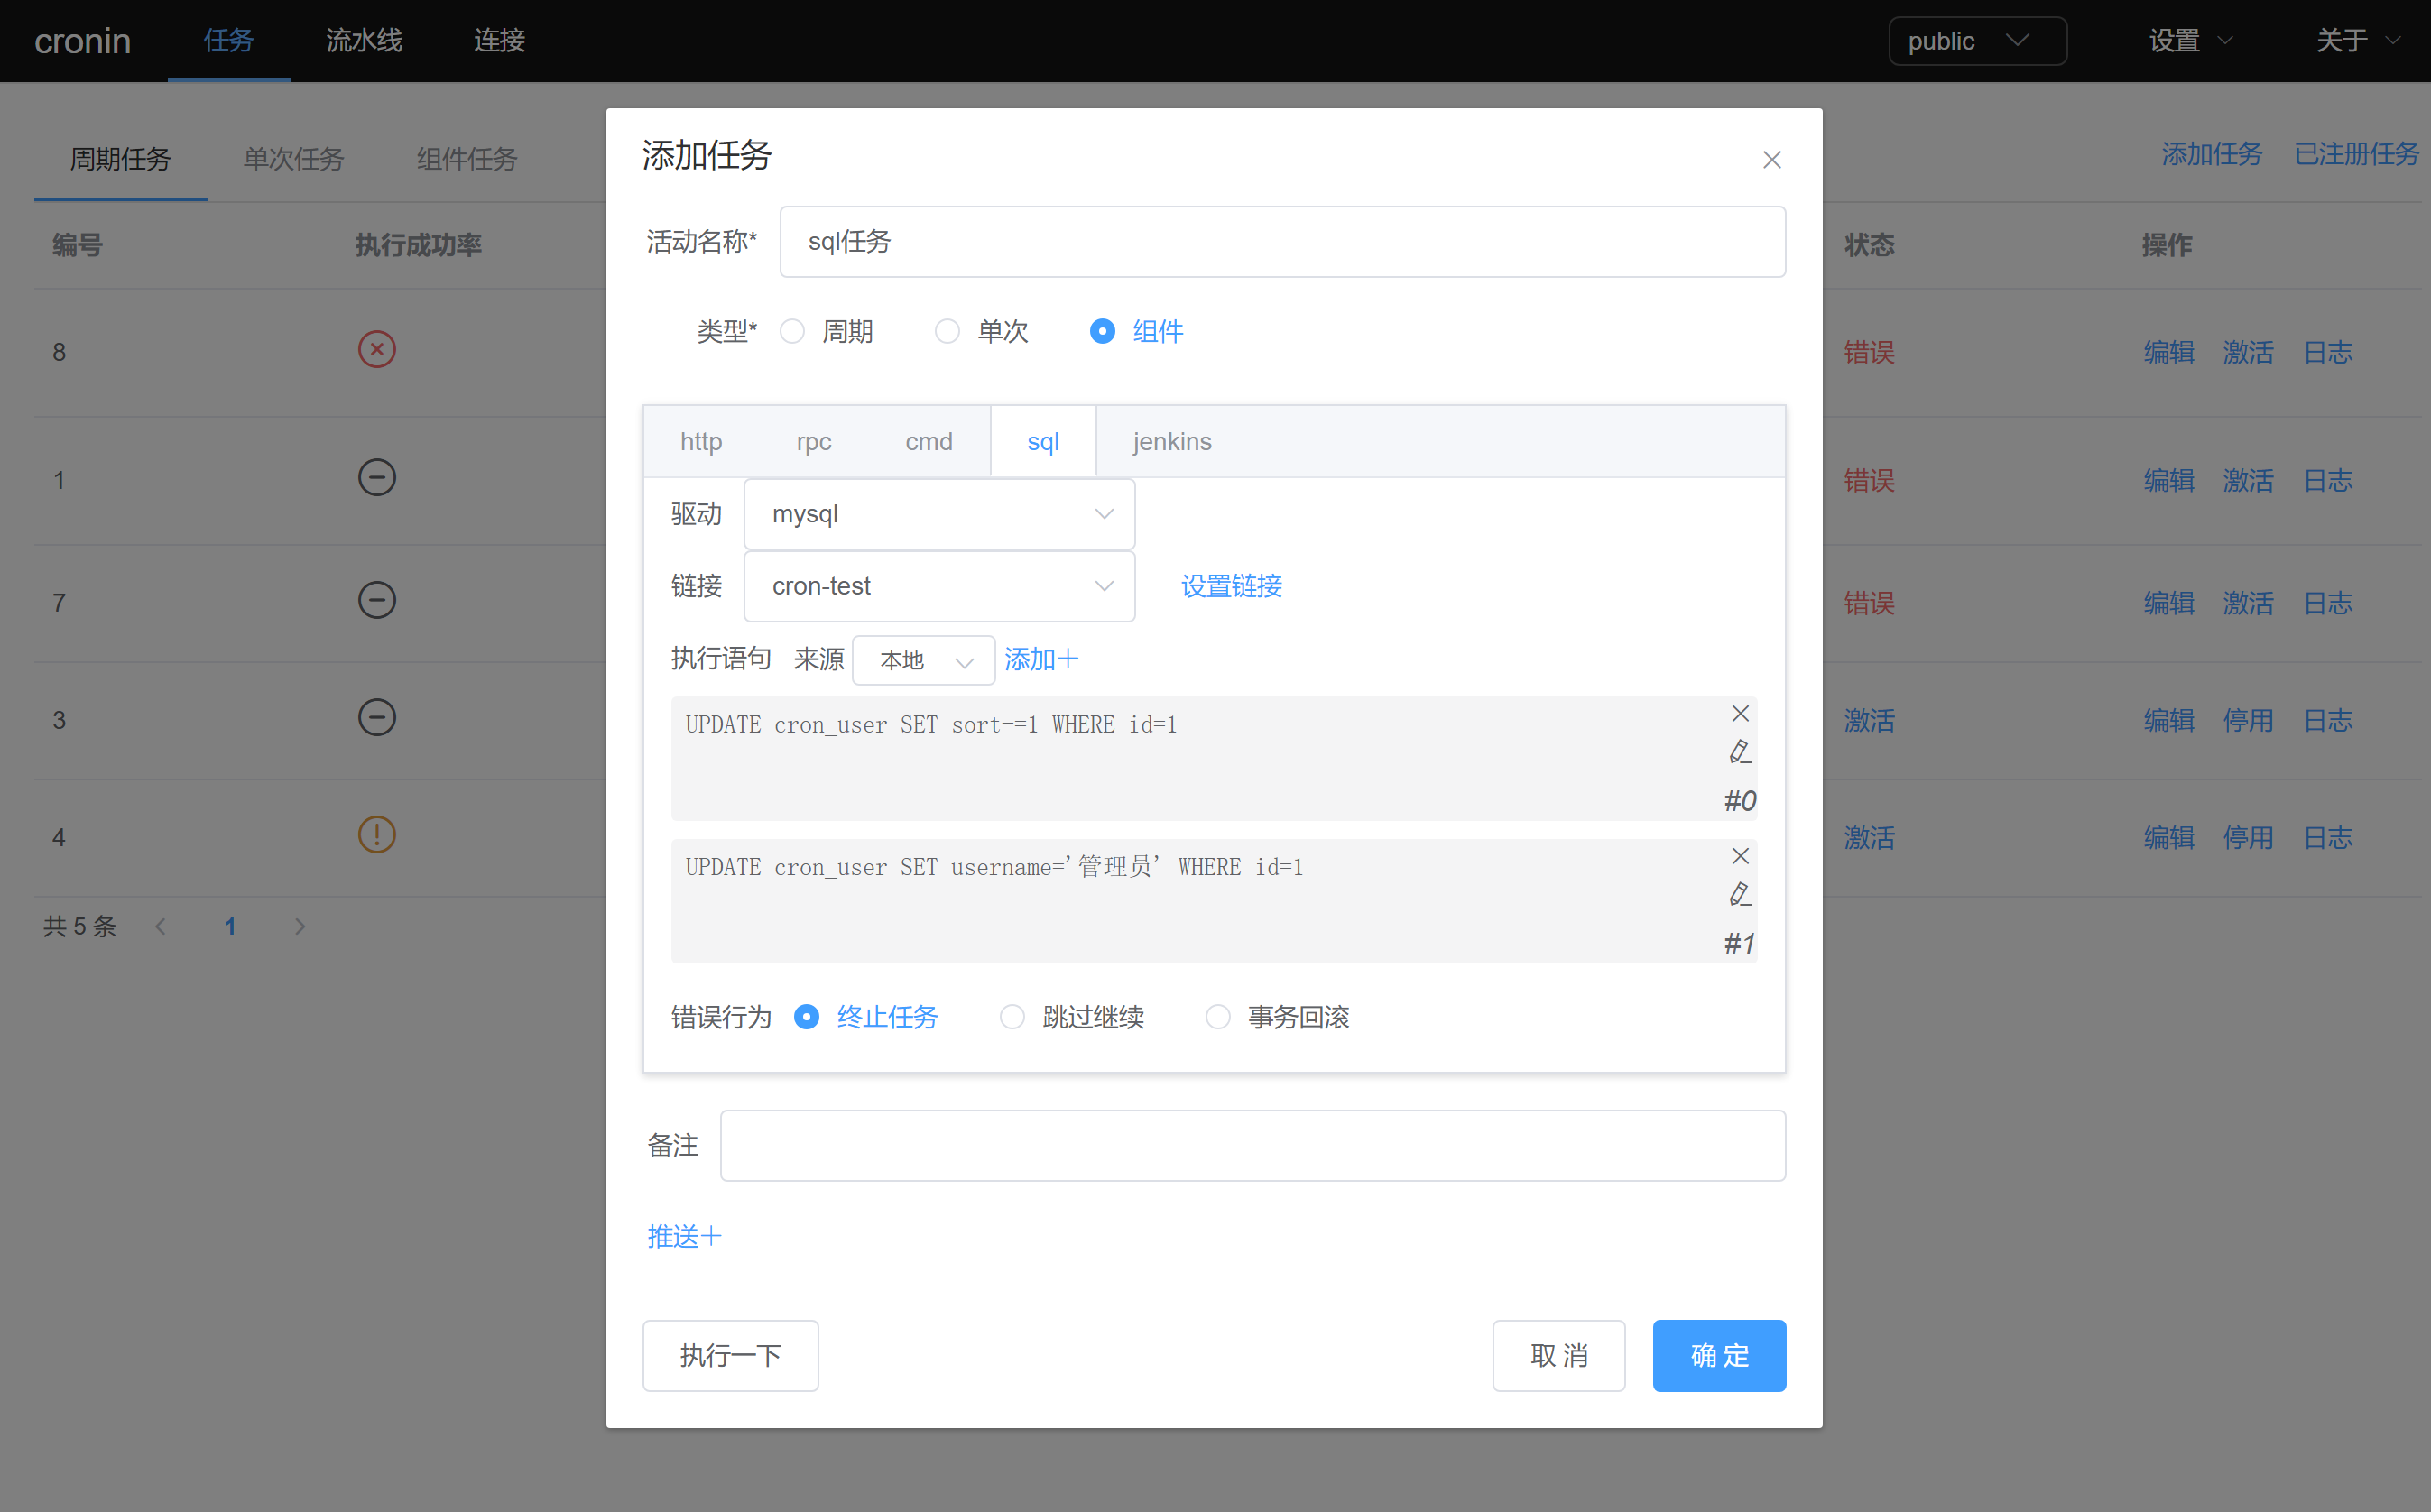 cronin 任务 流水线 连接 public 设置 关于
周期任务 单次任务 组件任务 添加任务 已注册任务
编号 执行成功率 状态 操作
8 错误 编辑 激活 日志
1 错误 编辑 激活 日志
7 错误 编辑 激活 日志
3 激活 编辑 停用 日志
4 激活 编辑 停用 日志
共 5 条 1
添加任务
活动名称* sql任务
类型* 周期 单次 组件
http rpc cmd sql jenkins
驱动 mysql
链接 cron-test 设置链接
执行语句 来源 本地 添加+
UPDATE cron_user SET sort-=1 WHERE id=1
#0
UPDATE cron_user SET username='管理员' WHERE id=1
#1
错误行为 终止任务 跳过继续 事务回滚
备注
推送+
执行一下 取 消 确 定